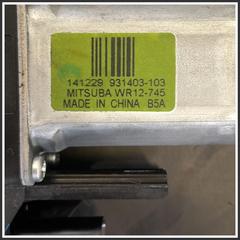 141229 931403-103
MITSUBA WR12-745
MADE IN CHINA B5A